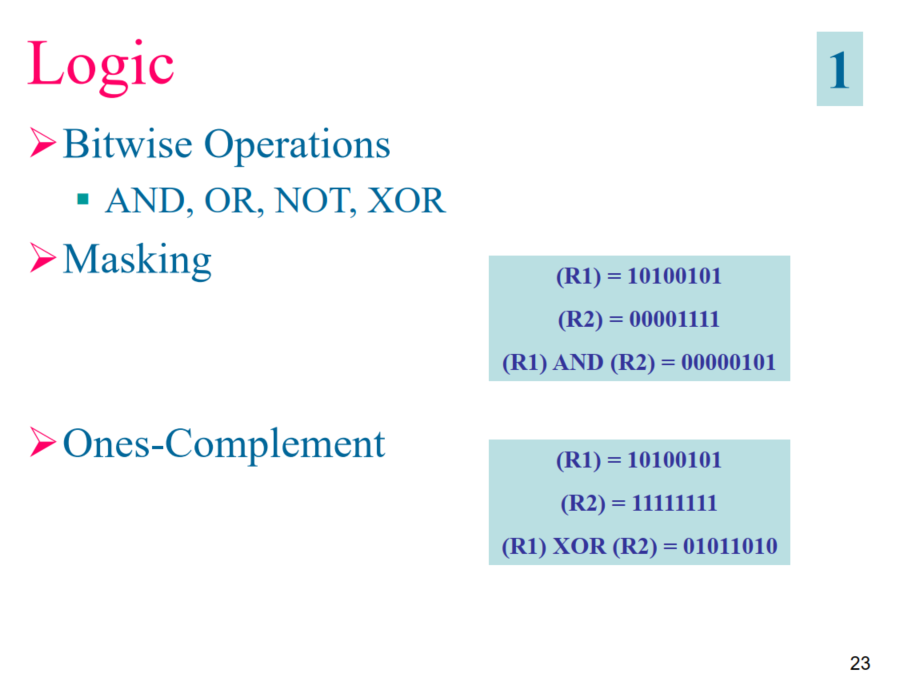 Logic
1
➢Bitwise Operations
▪ AND, OR, NOT, XOR
➢Masking
(R1) = 10100101
(R2) = 00001111
(R1) AND (R2) = 00000101
➢Ones-Complement
(R1) = 10100101
(R2) = 11111111
(R1) XOR (R2) = 01011010
23